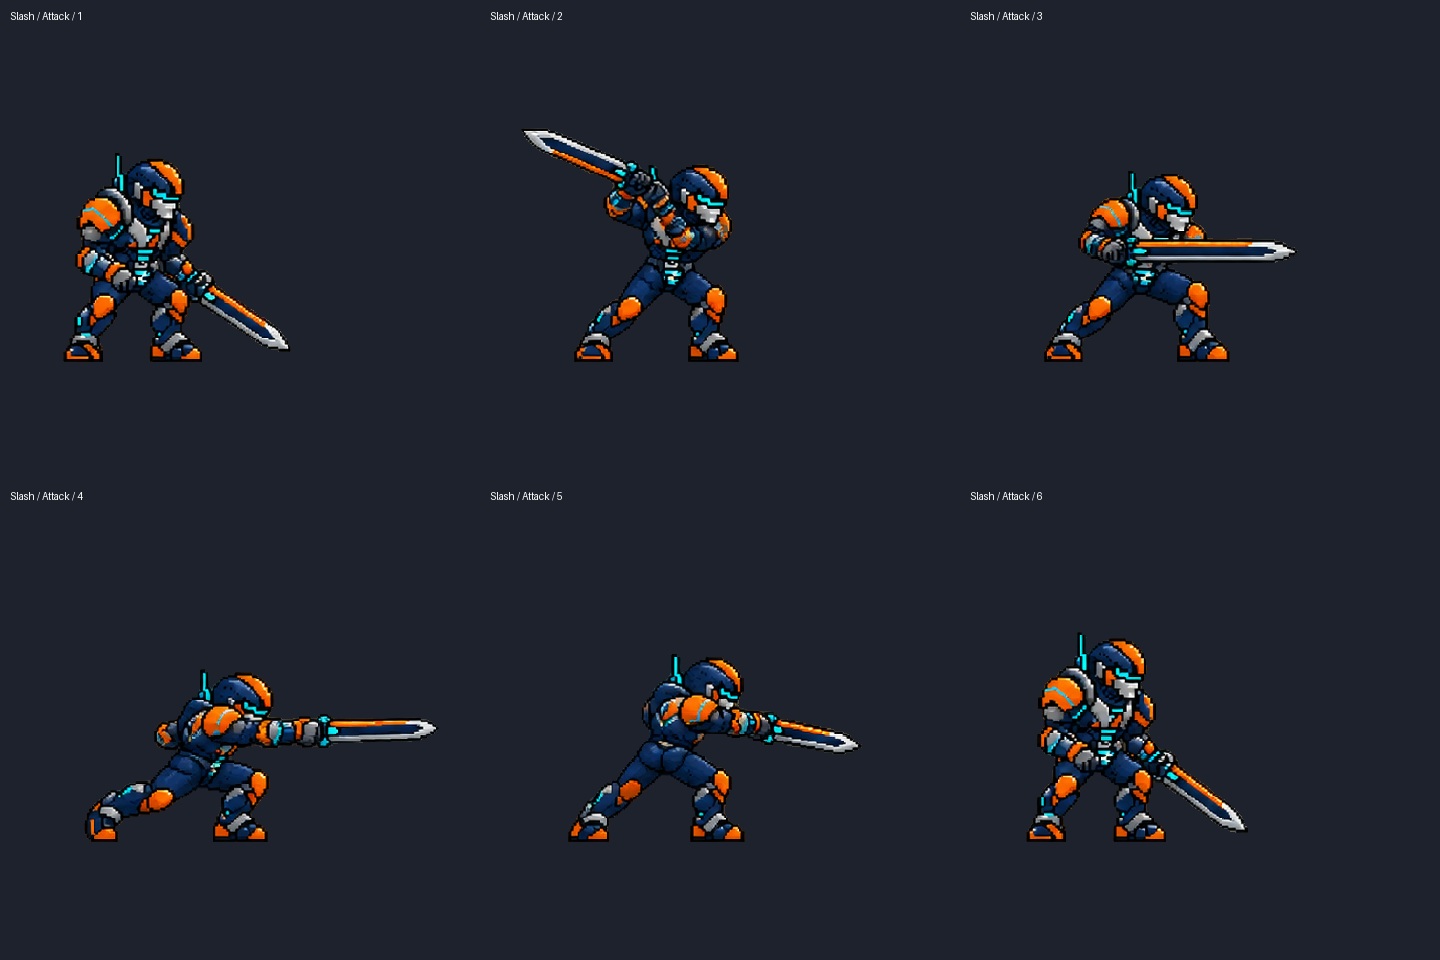 Slash / Attack / 1
Slash / Attack / 2
Slash / Attack / 3
Slash / Attack / 4
Slash / Attack / 5
Slash / Attack / 6